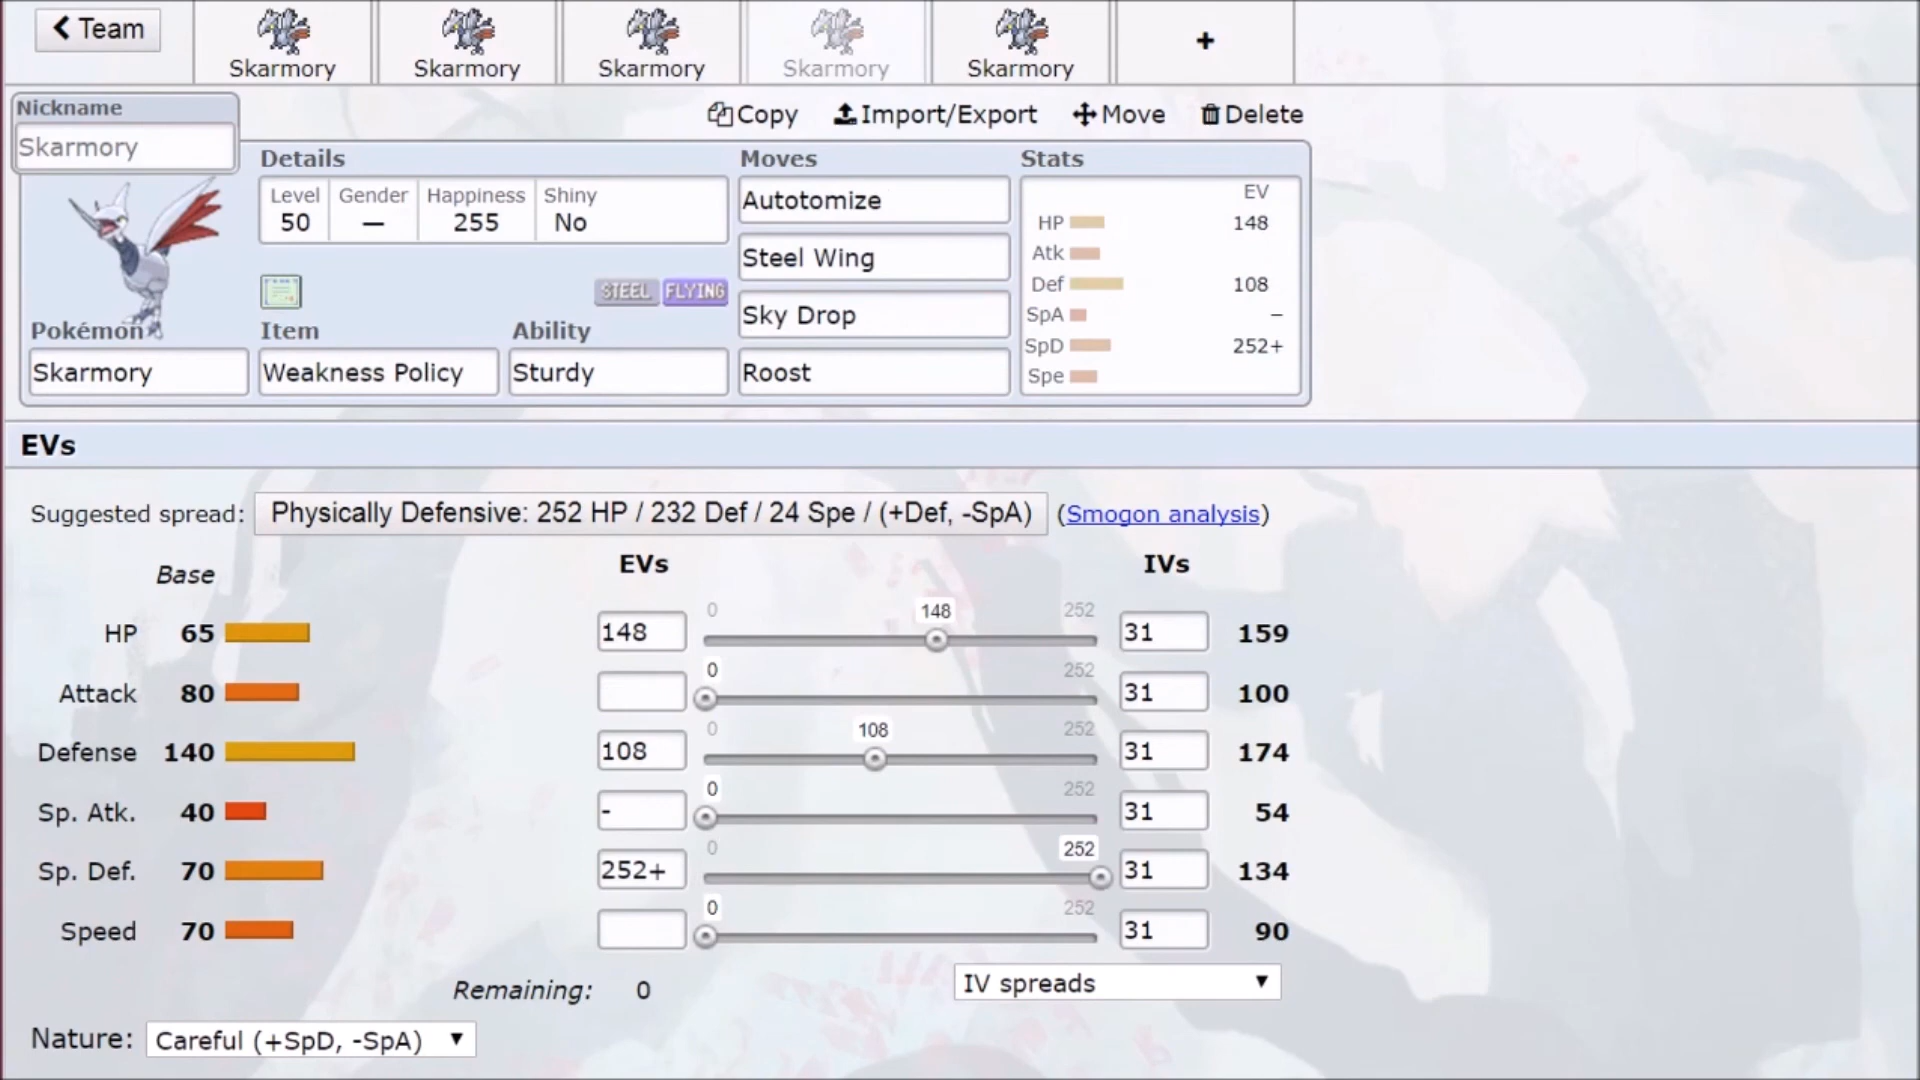 Team
Skarmory
Skarmory
Skarmory
Skarmory
Skarmory
+
Nickname
Skarmory
Copy
Import/Export
Move
Delete
Details
Level
50
Gender
—
Happiness
255
Shiny
No
STEEL FLYING
Pokémon
Skarmory
Item
Weakness Policy
Ability
Sturdy
Moves
Autotomize
Steel Wing
Sky Drop
Roost
Stats
EV
HP 148
Atk
Def 108
SpA –
SpD 252+
Spe
EVs
Suggested spread: Physically Defensive: 252 HP / 232 Def / 24 Spe / (+Def, -SpA) (Smogon analysis)
Base EVs IVs
HP 65 148 0 148 252 31 159
Attack 80 0 252 31 100
Defense 140 108 0 108 252 31 174
Sp. Atk. 40 - 0 252 31 54
Sp. Def. 70 252+ 0 252 31 134
Speed 70 0 252 31 90
Remaining: 0
IV spreads
Nature: Careful (+SpD, -SpA)